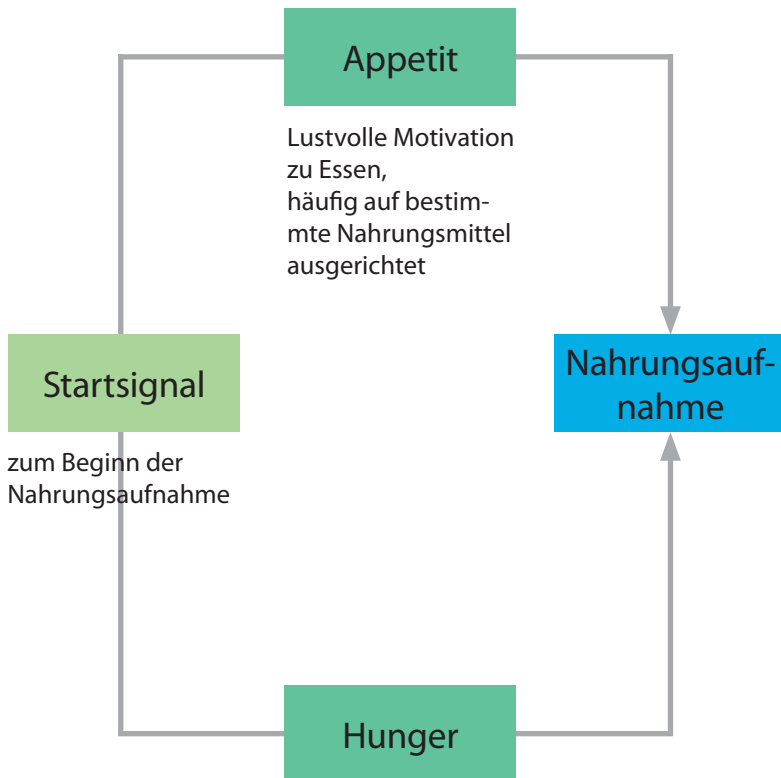 Appetit
Lustvolle Motivation
zu Essen,
häufig auf bestim-
mte Nahrungsmittel
ausgerichtet
Startsignal
zum Beginn der
Nahrungsaufnahme
Nahrungsauf-
nahme
Hunger